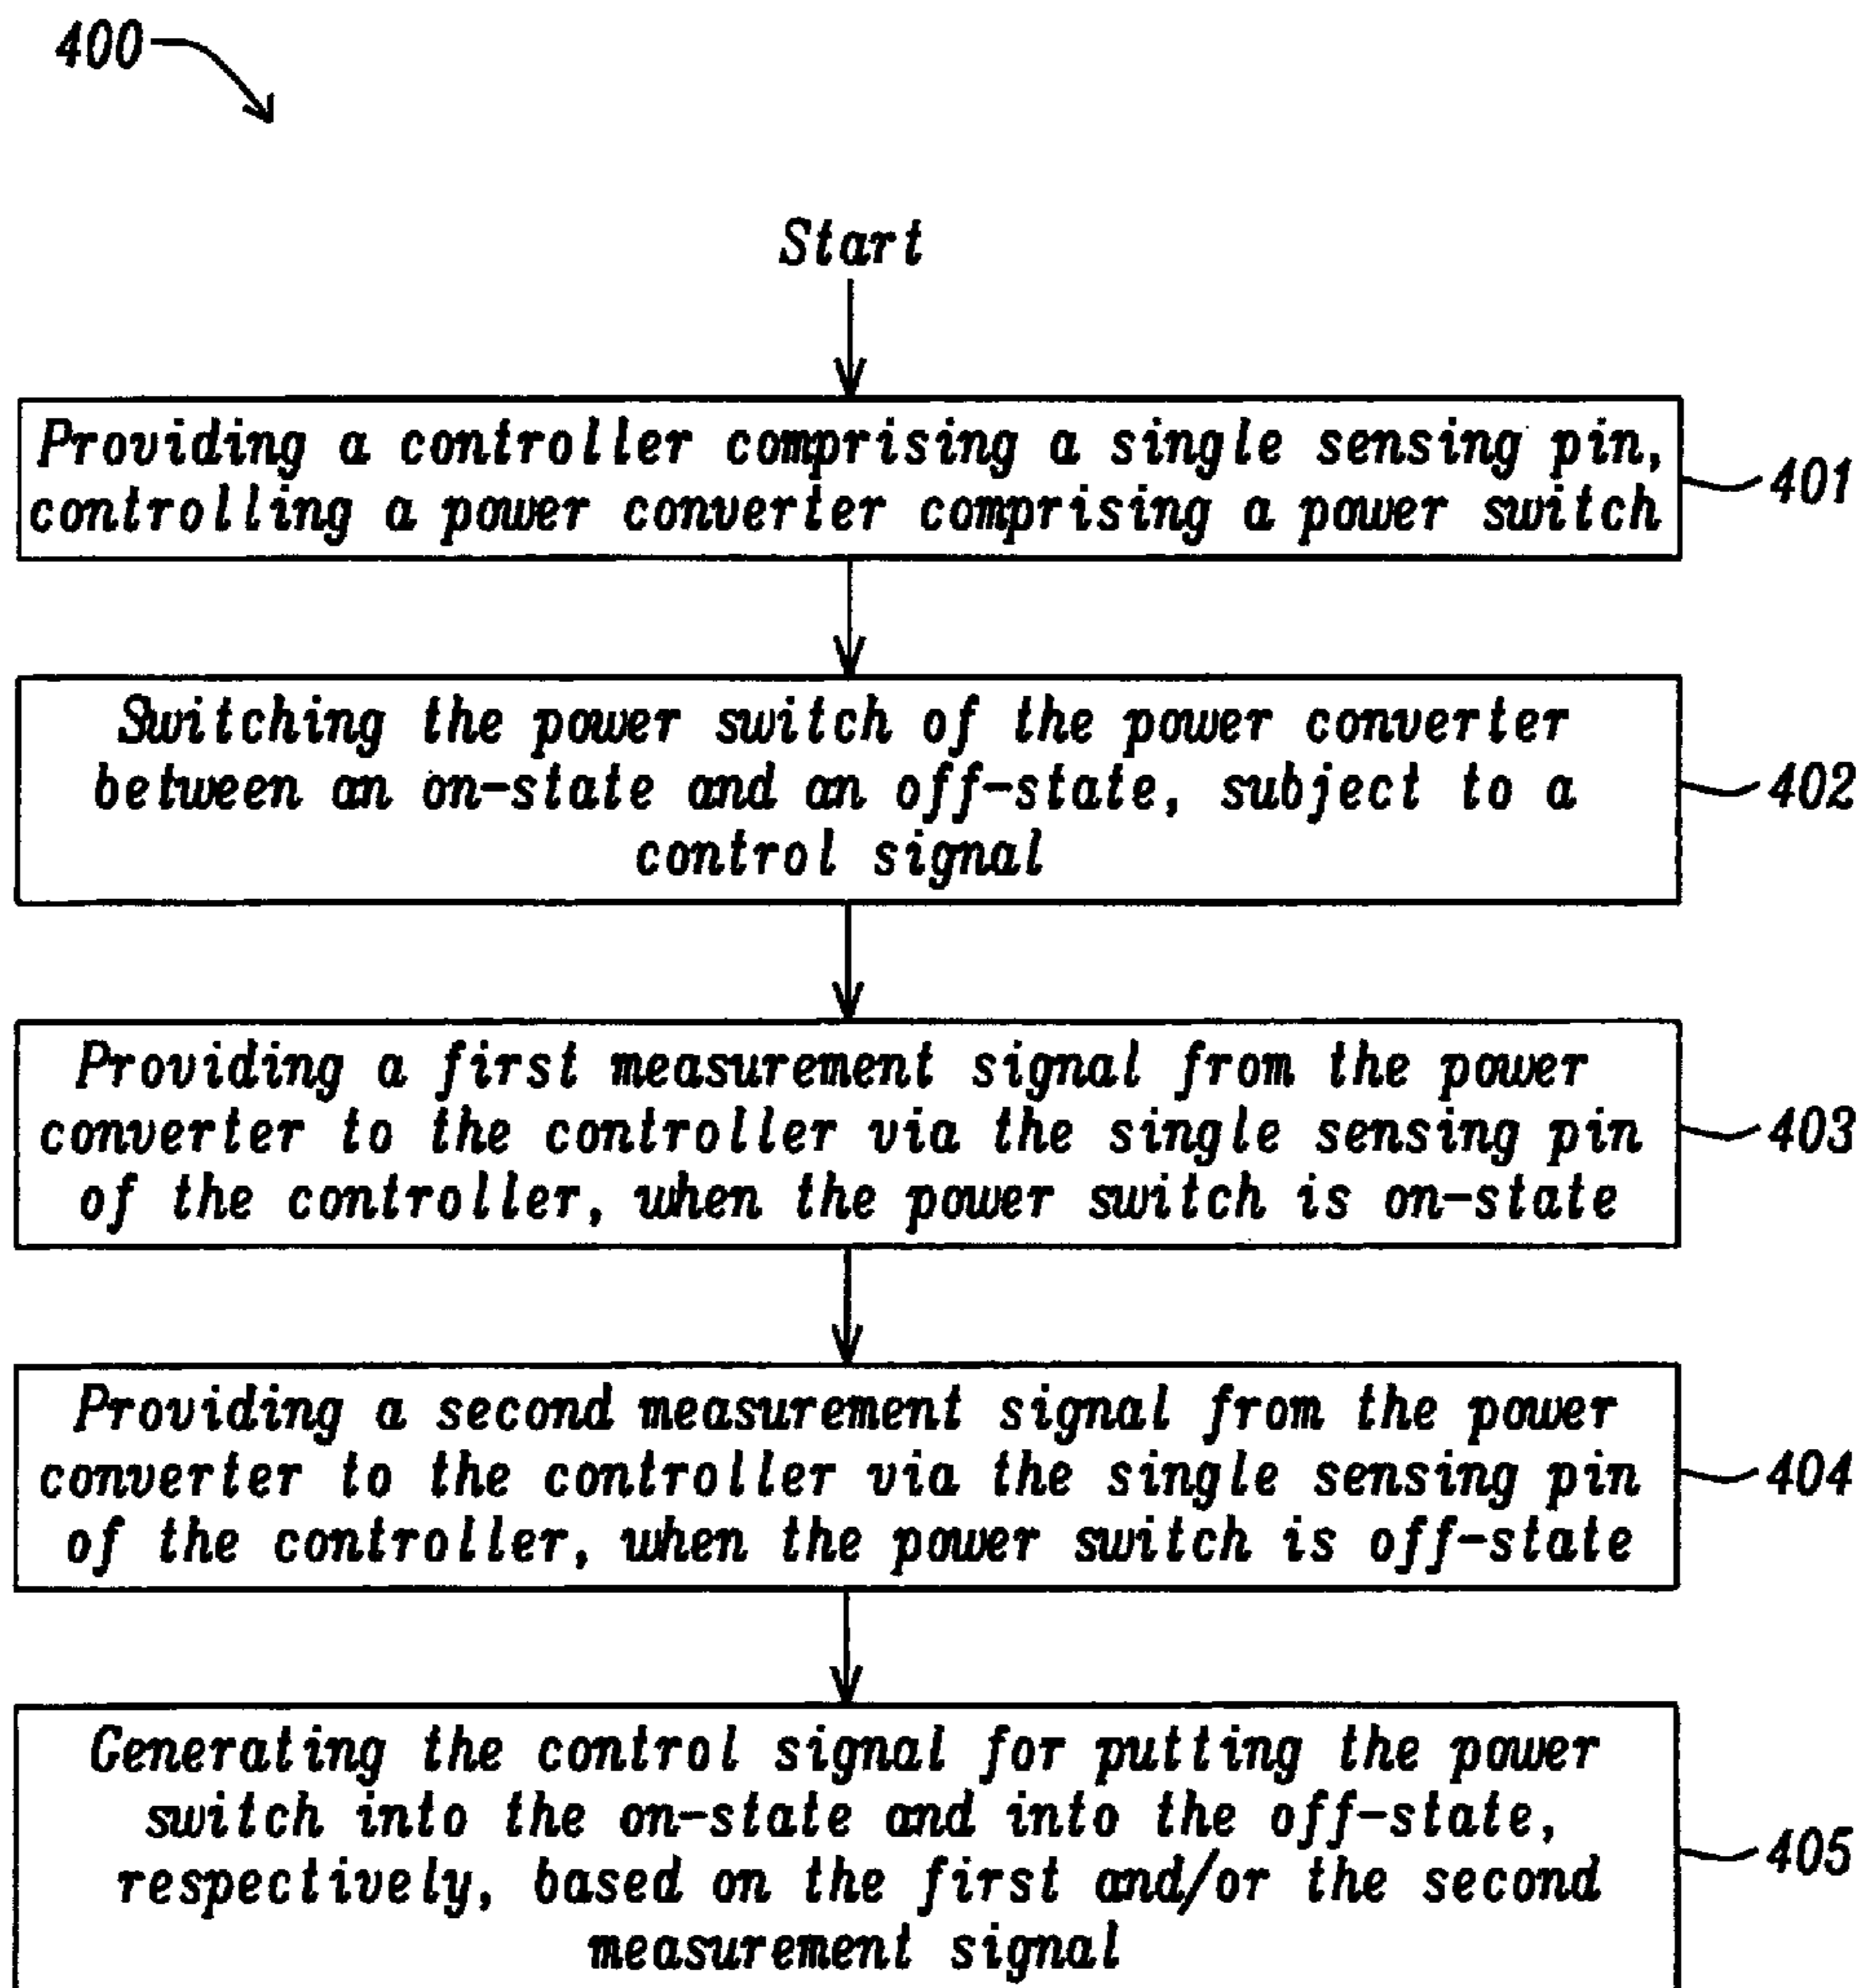 400
Start
Providing a controller comprising a single sensing pin,
controlling a power converter comprising a power switch
401
Switching the power switch of the power converter
between an on-state and an off-state, subject to a
control signal
402
Providing a first measurement signal from the power
converter to the controller via the single sensing pin
of the controller, when the power switch is on-state
403
Providing a second measurement signal from the power
converter to the controller via the single sensing pin
of the controller, when the power switch is off-state
404
Generating the control signal for putting the power
switch into the on-state and into the off-state,
respectively, based on the first and/or the second
measurement signal
405